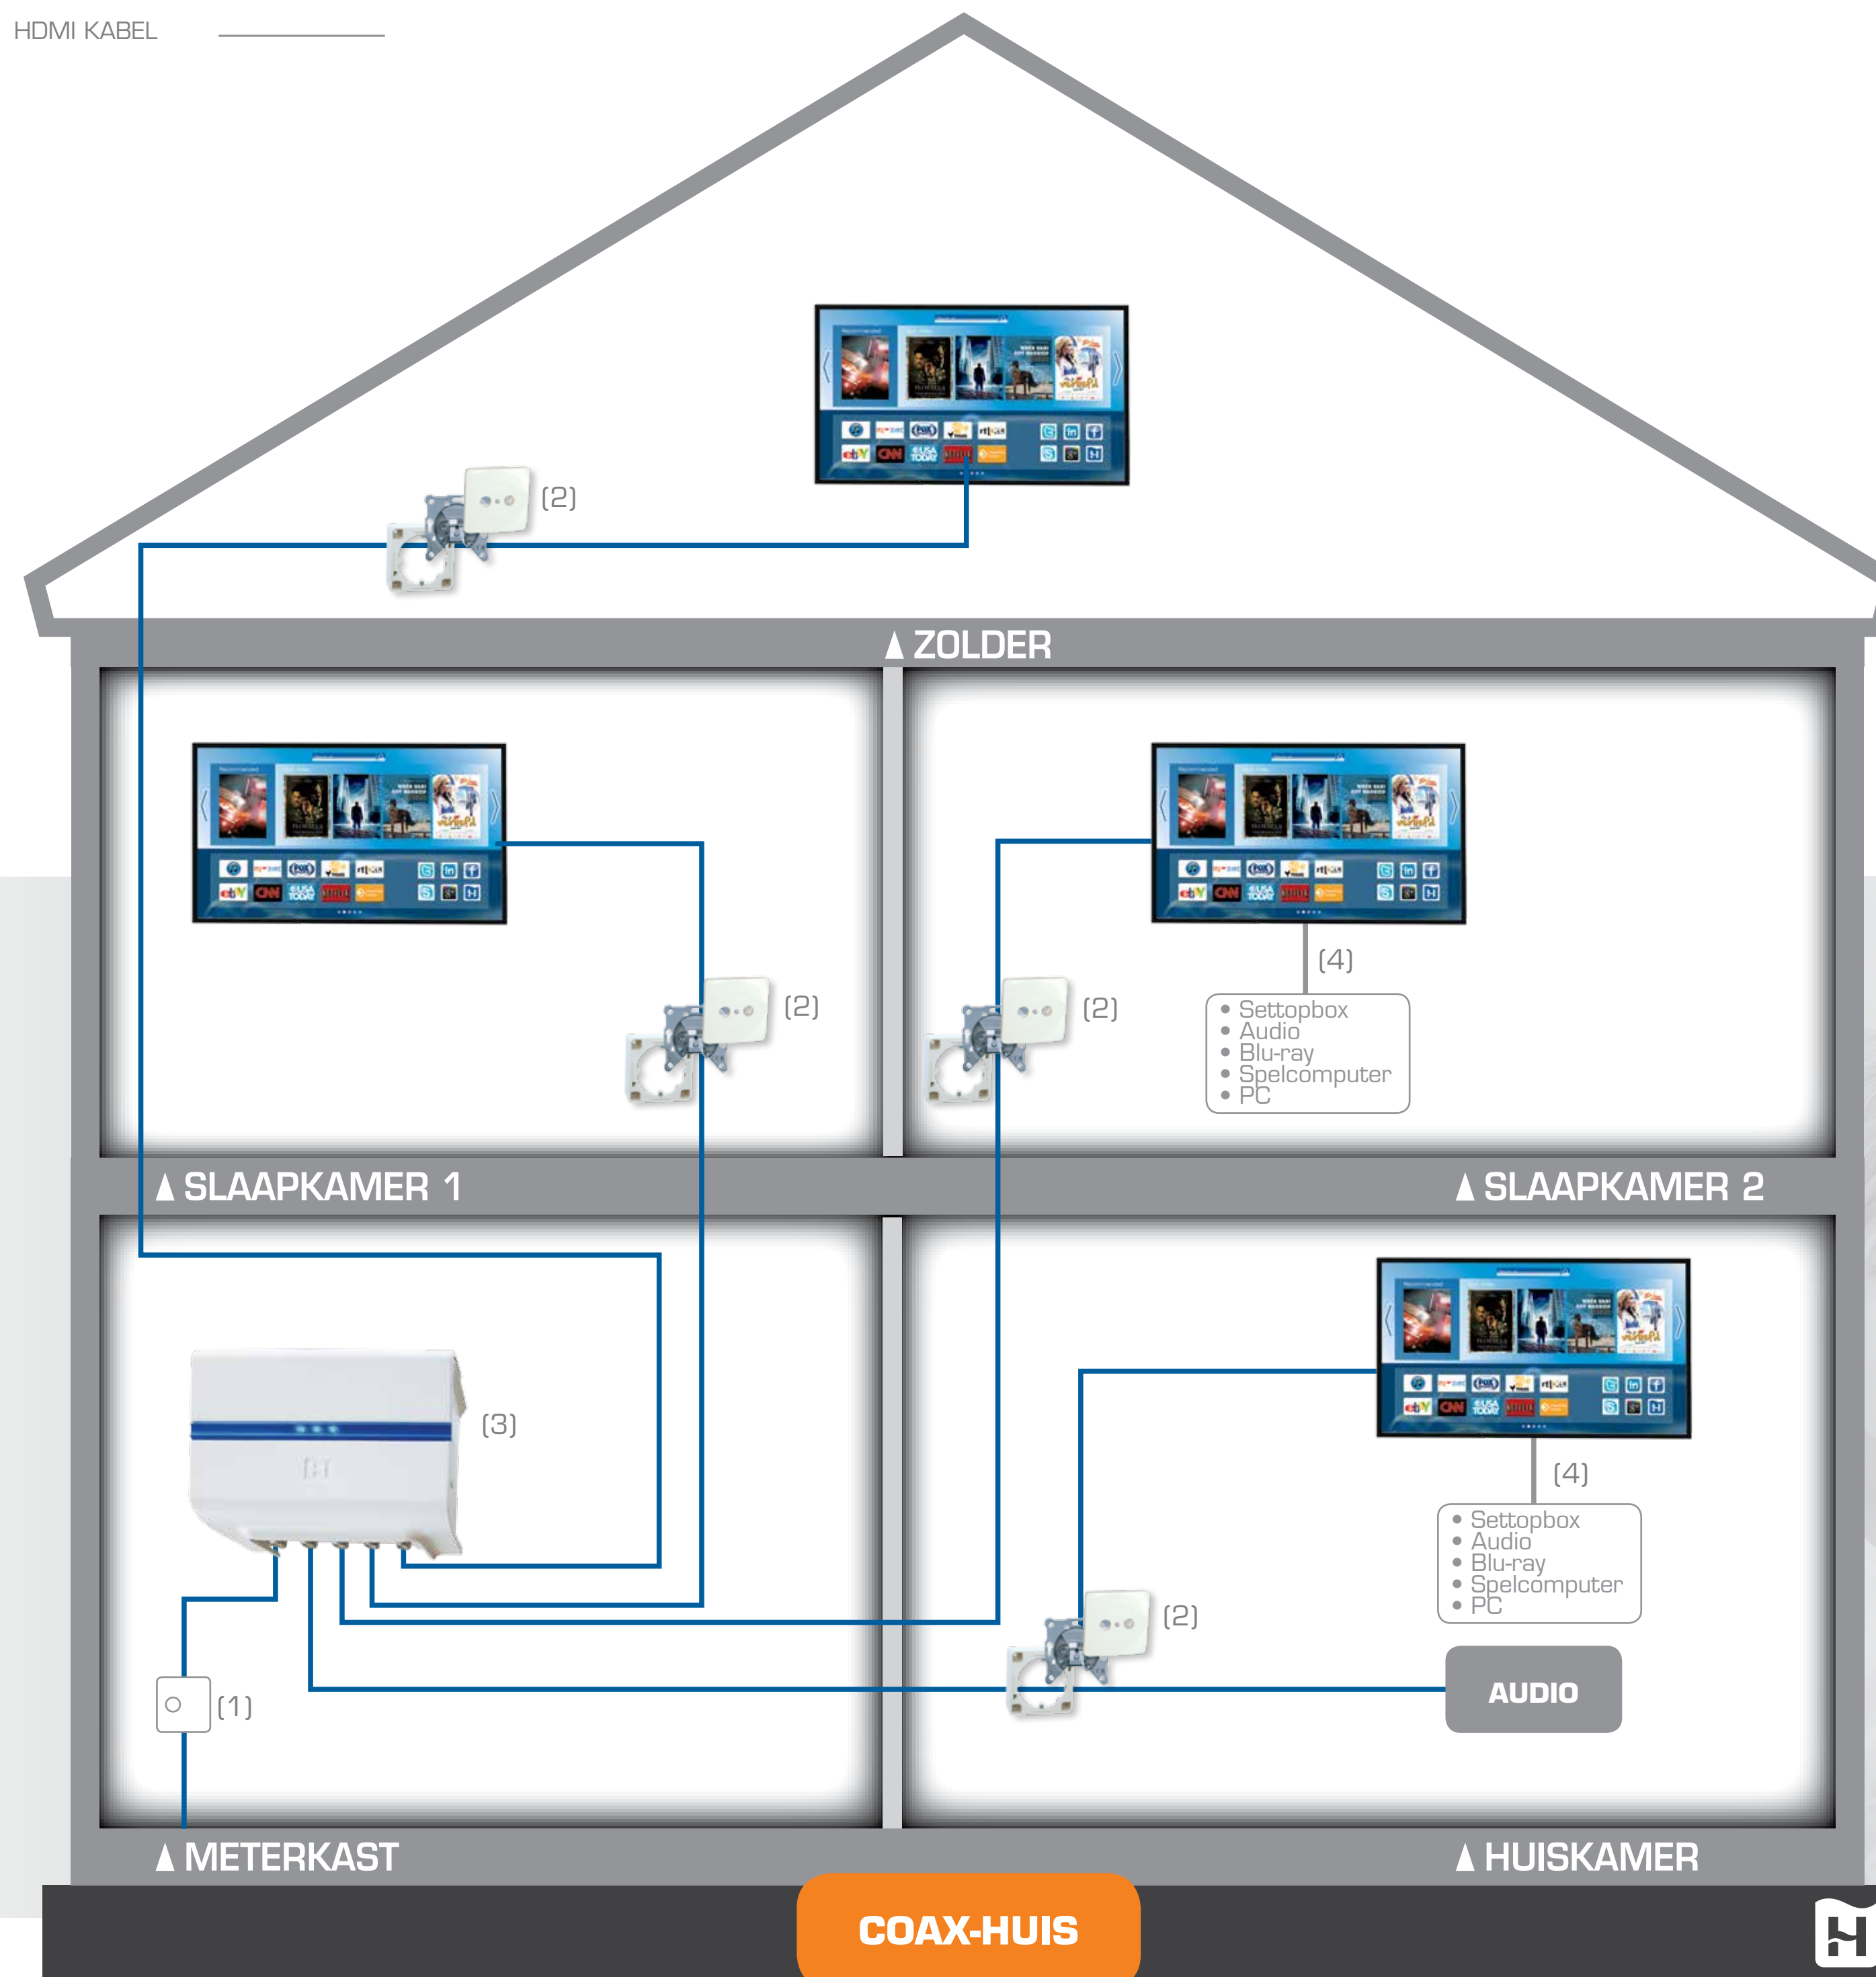 HDMI KABEL
(2)
ZOLDER
(2)
(2)
(4)
• Settopbox
• Audio
• Blu-ray
• Spelcomputer
• PC
SLAAPKAMER 1
SLAAPKAMER 2
(3)
(4)
• Settopbox
• Audio
• Blu-ray
• Spelcomputer
• PC
(2)
(1)
AUDIO
METERKAST
HUISKAMER
COAX-HUIS
H